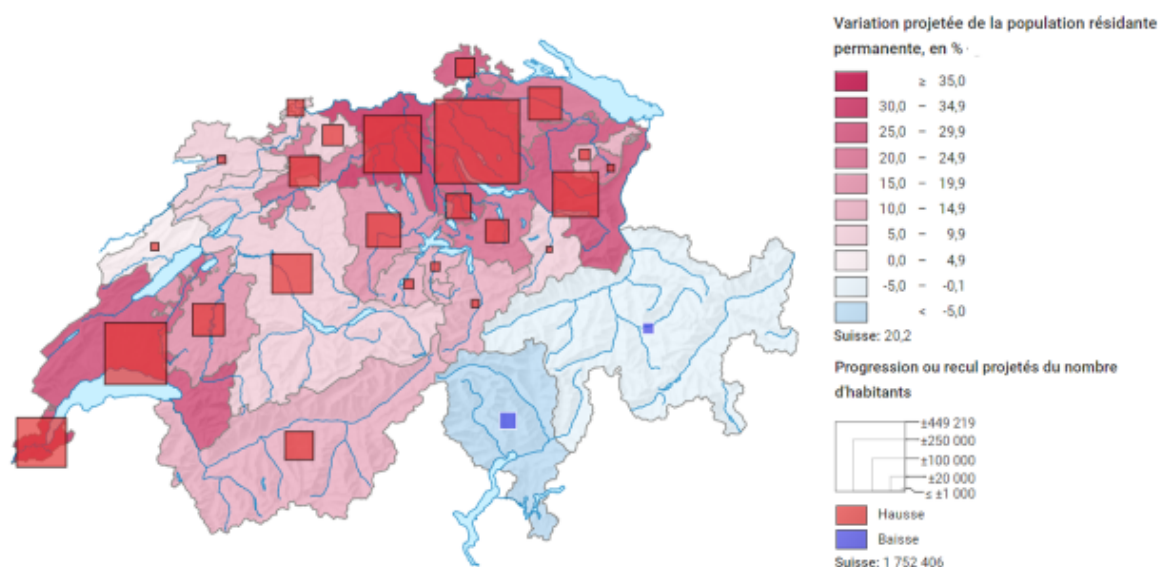 Variation projetée de la population résidante
permanente, en %
≥ 35,0
30,0 – 34,9
25,0 – 29,9
20,0 – 24,9
15,0 – 19,9
10,0 – 14,9
5,0 – 9,9
0,0 – 4,9
-5,0 – -0,1
< -5,0
Suisse: 20,2
Progression ou recul projetés du nombre
d'habitants
±449 219
±250 000
±100 000
±20 000
≤ ±1 000
Hausse
Baisse
Suisse: 1 752 406